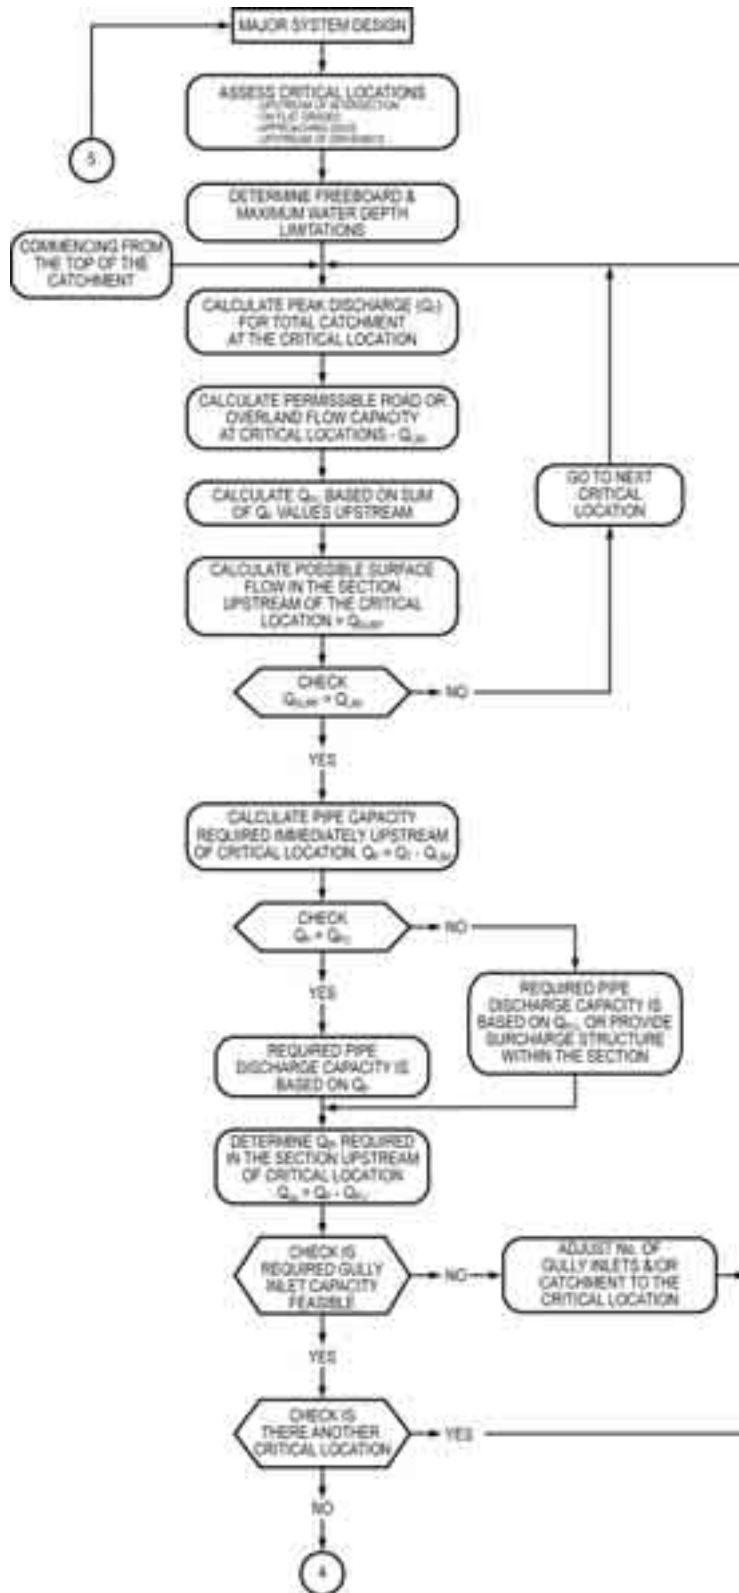 MAJOR SYSTEM DESIGN
ASSESS CRITICAL LOCATIONS
5
DETERMINE FREEBOARD &
MAXIMUM WATER DEPTH
LIMITATIONS
COMMENCING FROM
THE TOP OF THE
CATCHMENT
CALCULATE PEAK DISCHARGE
FOR TOTAL CATCHMENT
AT THE CRITICAL LOCATION
CALCULATE PERMISSIBLE ROAD OR
OVERLAND FLOW CAPACITY
AT CRITICAL LOCATIONS -
GO TO NEXT
CRITICAL
LOCATION
CALCULATE BASED ON SUM
OF VALUES UPSTREAM
CALCULATE POSSIBLE SURFACE
FLOW IN THE SECTION
UPSTREAM OF THE CRITICAL
LOCATION
CHECK
NO
YES
CALCULATE PIPE CAPACITY
REQUIRED IMMEDIATELY UPSTREAM
OF CRITICAL LOCATION.
CHECK
NO
YES
REQUIRED PIPE
DISCHARGE CAPACITY IS
BASED ON OR PROVIDE
SURCHARGE STRUCTURE
WITHIN THE SECTION
REQUIRED PIPE
DISCHARGE CAPACITY IS
BASED ON
DETERMINE REQUIRED
IN THE SECTION UPSTREAM
OF CRITICAL LOCATION
CHECK IS
REQUIRED GULLY
INLET CAPACITY
FEASIBLE
NO
ADJUST No. OF
GULLY INLETS &/OR
CATCHMENT TO THE
CRITICAL LOCATION
YES
CHECK IS
THERE ANOTHER
CRITICAL LOCATION
YES
NO
4